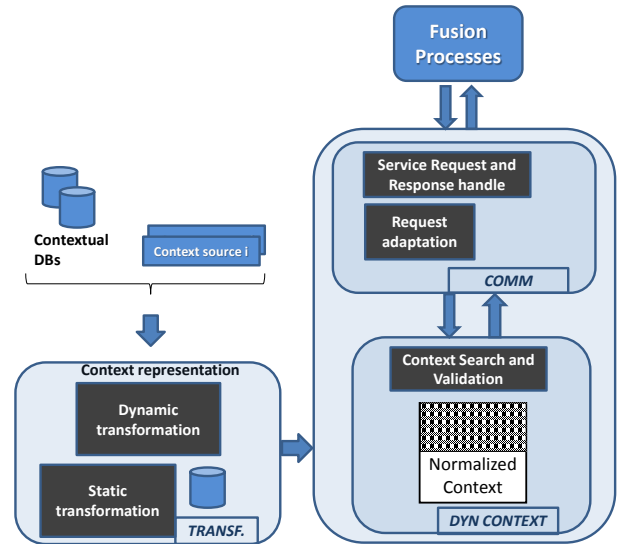 Fusion
Processes
Service Request and
Response handle
Request
adaptation
COMM
Contextual
DBs
Context source i
Context representation
Dynamic
transformation
Static
transformation
TRANSF.
Context Search and
Validation
Normalized
Context
DYN CONTEXT